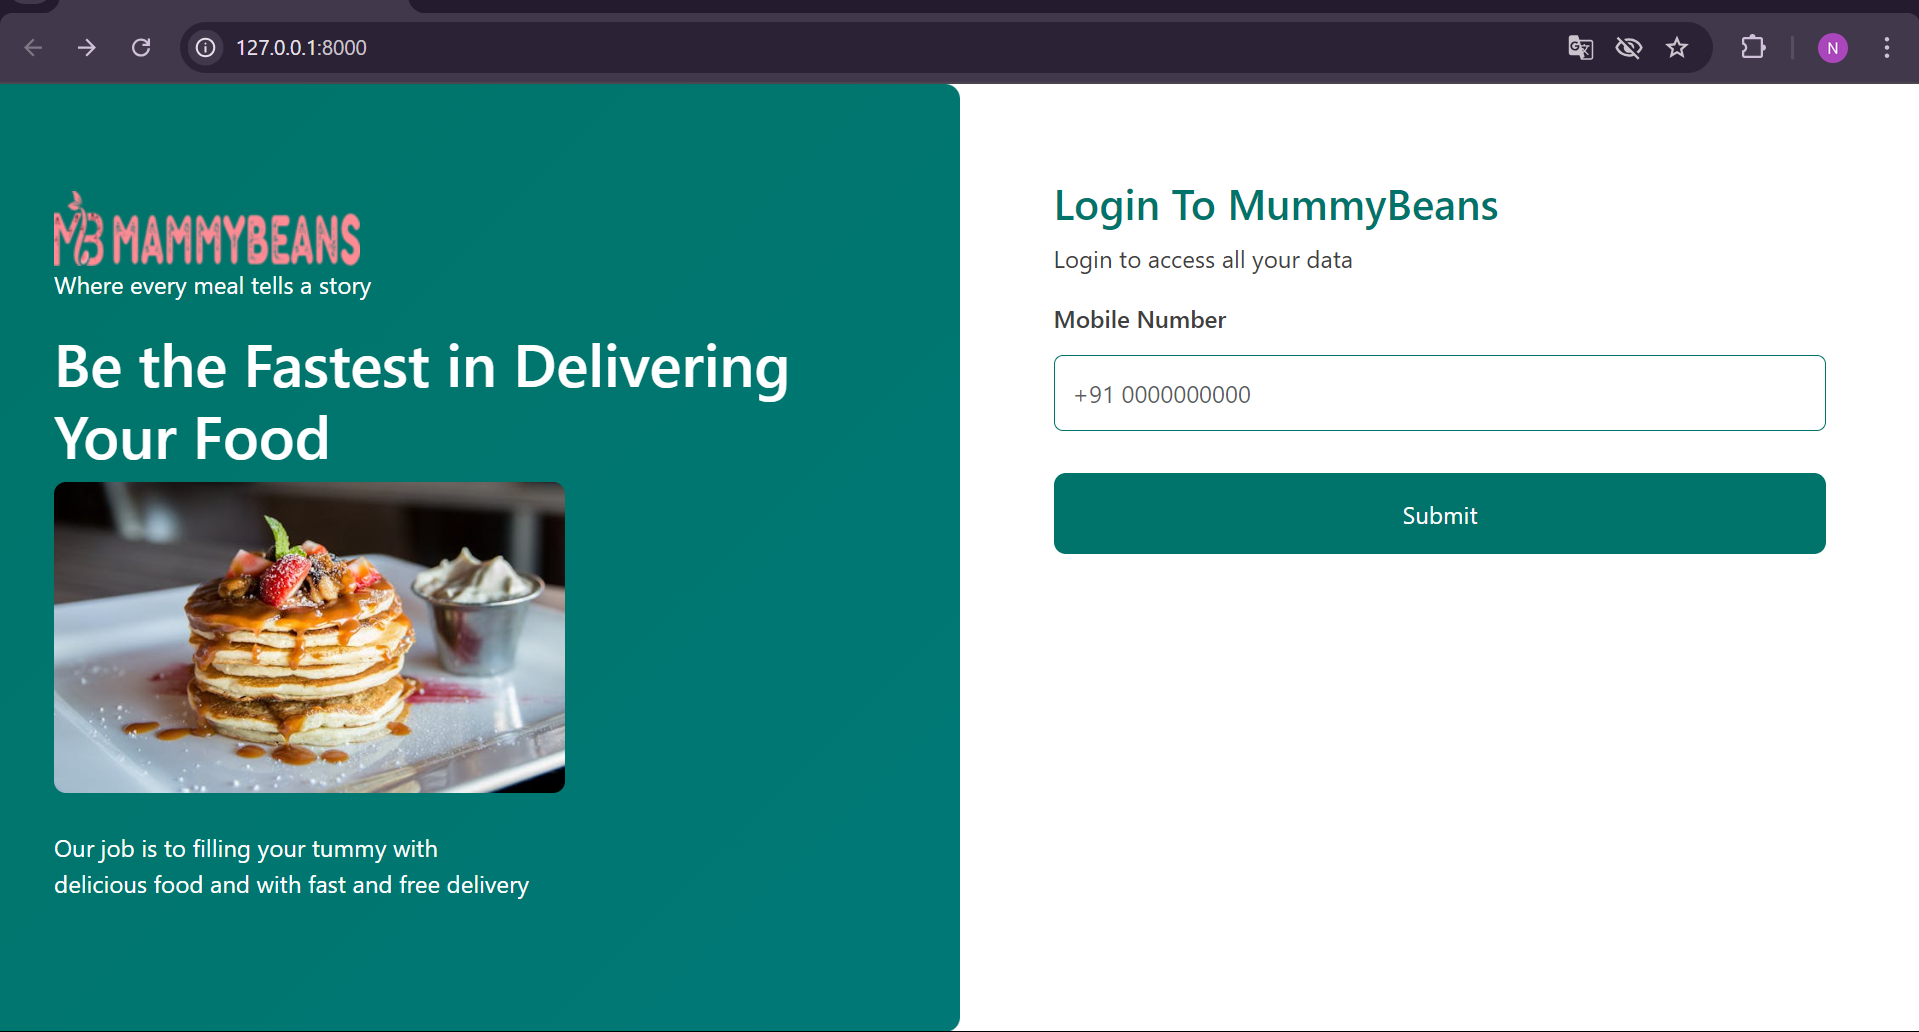 127.0.0.1:8000
N
MB MAMMYBEANS
Where every meal tells a story
Be the Fastest in Delivering
Your Food
Our job is to filling your tummy with
delicious food and with fast and free delivery
Login To MummyBeans
Login to access all your data
Mobile Number
+91 0000000000
Submit